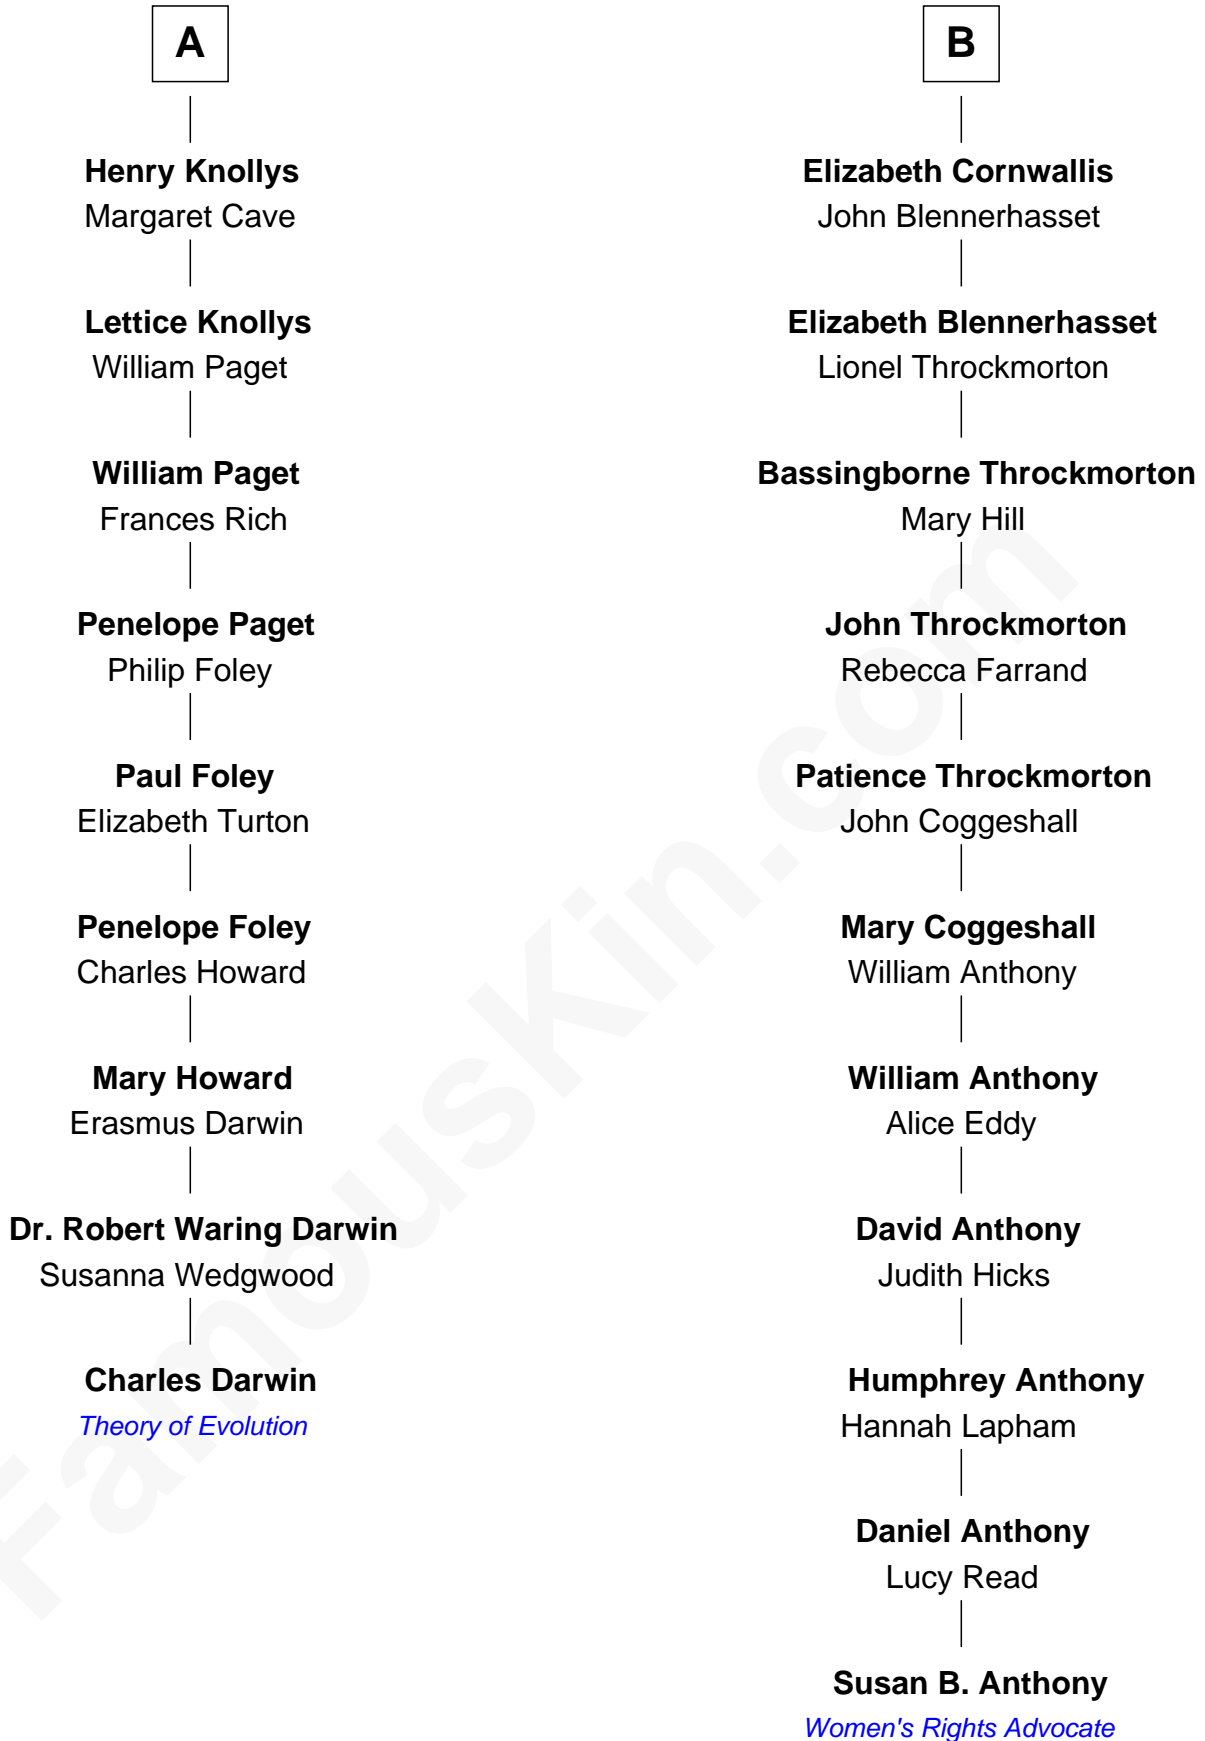 A
Henry Knollys
Margaret Cave
Lettice Knollys
William Paget
William Paget
Frances Rich
Penelope Paget
Philip Foley
Paul Foley
Elizabeth Turton
Penelope Foley
Charles Howard
Mary Howard
Erasmus Darwin
Dr. Robert Waring Darwin
Susanna Wedgwood
Charles Darwin
Theory of Evolution
B
Elizabeth Cornwallis
John Blennerhasset
Elizabeth Blennerhasset
Lionel Throckmorton
Bassingborne Throckmorton
Mary Hill
John Throckmorton
Rebecca Farrand
Patience Throckmorton
John Coggeshall
Mary Coggeshall
William Anthony
William Anthony
Alice Eddy
David Anthony
Judith Hicks
Humphrey Anthony
Hannah Lapham
Daniel Anthony
Lucy Read
Susan B. Anthony
Women's Rights Advocate
FamousKin.com